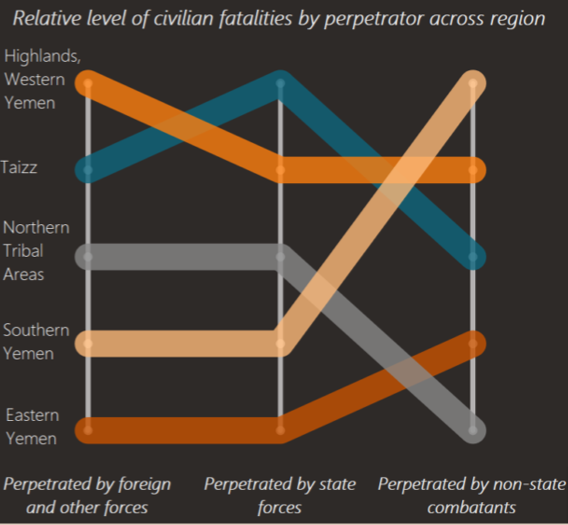 Relative level of civilian fatalities by perpetrator across region
Highlands,
Western
Yemen
Taizz
Northern
Tribal
Areas
Southern
Yemen
Eastern
Yemen
Perpetrated by foreign
and other forces
Perpetrated by state
forces
Perpetrated by non-state
combatants